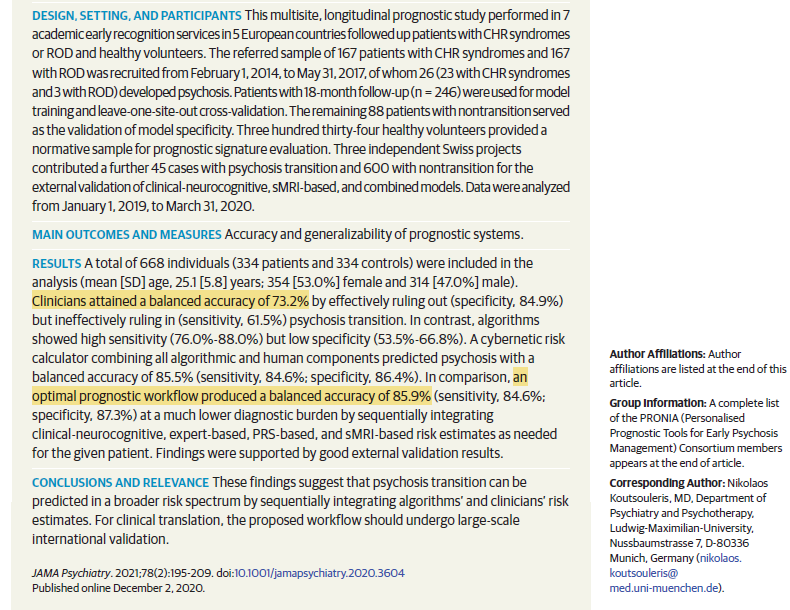 DESIGN, SETTING, AND PARTICIPANTS This multisite, longitudinal prognostic study performed in 7
academic early recognition services in 5 European countries followed up patients with CHR syndromes
or ROD and healthy volunteers. The referred sample of 167 patients with CHR syndromes and 167
with ROD was recruited from February 1, 2014, to May 31, 2017, of whom 26 (23 with CHR syndromes
and 3 with ROD) developed psychosis. Patients with 18-month follow-up (n = 246) were used for model
training and leave-one-site-out cross-validation. The remaining 88 patients with nontransition served
as the validation of model specificity. Three hundred thirty-four healthy volunteers provided a
normative sample for prognostic signature evaluation. Three independent Swiss projects
contributed a further 45 cases with psychosis transition and 600 with nontransition for the
external validation of clinical-neurocognitive, sMRI-based, and combined models. Data were analyzed
from January 1, 2019, to March 31, 2020.
MAIN OUTCOMES AND MEASURES Accuracy and generalizability of prognostic systems.
RESULTS A total of 668 individuals (334 patients and 334 controls) were included in the
analysis (mean [SD] age, 25.1 [5.8] years; 354 [53.0%] female and 314 [47.0%] male).
Clinicians attained a balanced accuracy of 73.2% by effectively ruling out (specificity, 84.9%)
but ineffectively ruling in (sensitivity, 61.5%) psychosis transition. In contrast, algorithms
showed high sensitivity (76.0%-88.0%) but low specificity (53.5%-66.8%). A cybernetic risk
calculator combining all algorithmic and human components predicted psychosis with a
balanced accuracy of 85.5% (sensitivity, 84.6%; specificity, 86.4%). In comparison, an
optimal prognostic workflow produced a balanced accuracy of 85.9% (sensitivity, 84.6%;
specificity, 87.3%) at a much lower diagnostic burden by sequentially integrating
clinical-neurocognitive, expert-based, PRS-based, and sMRI-based risk estimates as needed
for the given patient. Findings were supported by good external validation results.
CONCLUSIONS AND RELEVANCE These findings suggest that psychosis transition can be
predicted in a broader risk spectrum by sequentially integrating algorithms' and clinicians' risk
estimates. For clinical translation, the proposed workflow should undergo large-scale
international validation.
JAMA Psychiatry. 2021;78(2):195-209. doi:10.1001/jamapsychiatry.2020.3604
Published online December 2, 2020.
Author Affiliations: Author
affiliations are listed at the end of this
article.
Group Information: A complete list
of the PRONIA (Personalised
Prognostic Tools for Early Psychosis
Management) Consortium members
appears at the end of article.
Corresponding Author: Nikolaos
Koutsouleris, MD, Department of
Psychiatry and Psychotherapy,
Ludwig-Maximilian-University,
Nussbaumstrasse 7, D-80336
Munich, Germany (nikolaos.
koutsouleris@
med.uni-muenchen.de).